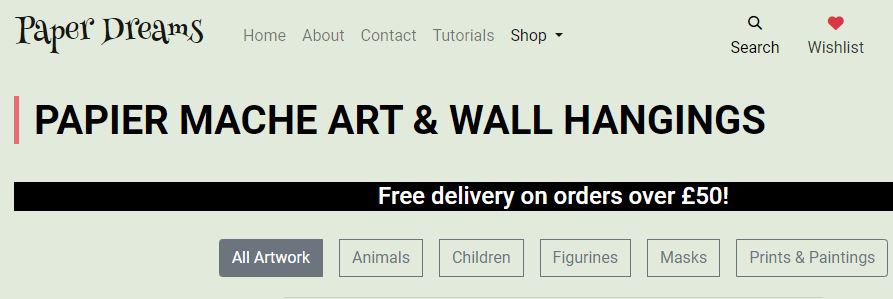 Paper Dreams Home About Contact Tutorials Shop Search Wishlist
PAPIER MACHE ART & WALL HANGINGS
Free delivery on orders over £50!
All Artwork Animals Children Figurines Masks Prints & Paintings